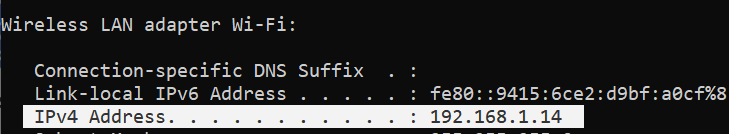 Wireless LAN adapter Wi-Fi:
Connection-specific DNS Suffix  . :
Link-local IPv6 Address . . . . . : fe80::9415:6ce2:d9bf:a0cf%8
IPv4 Address. . . . . . . . . . . : 192.168.1.14